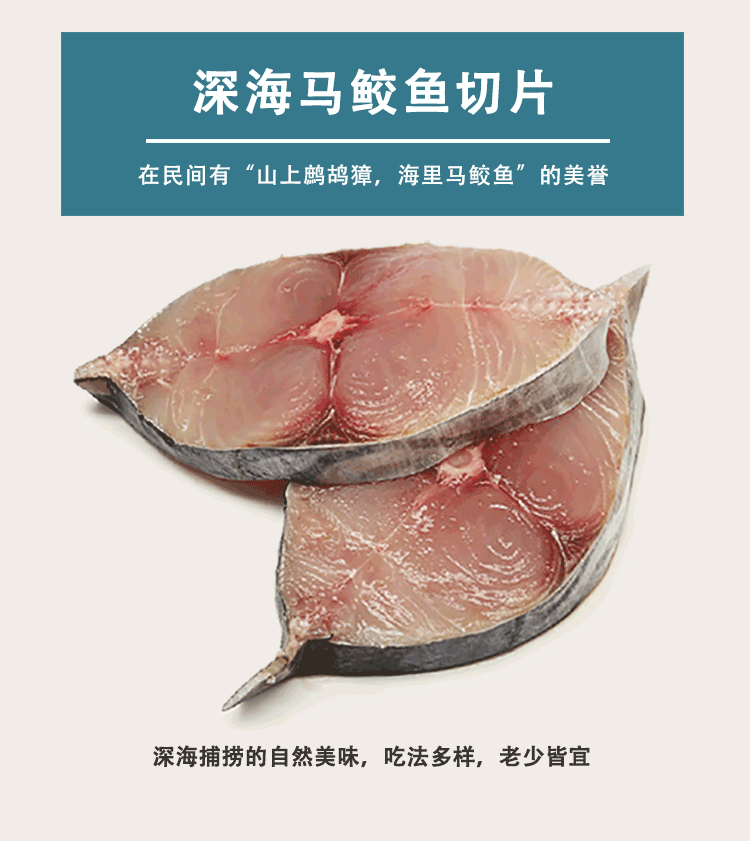 深海马鲛鱼切片
在民间有“山上鹧鸪獐，海里马鲛鱼”的美誉
深海捕捞的自然美味，吃法多样，老少皆宜